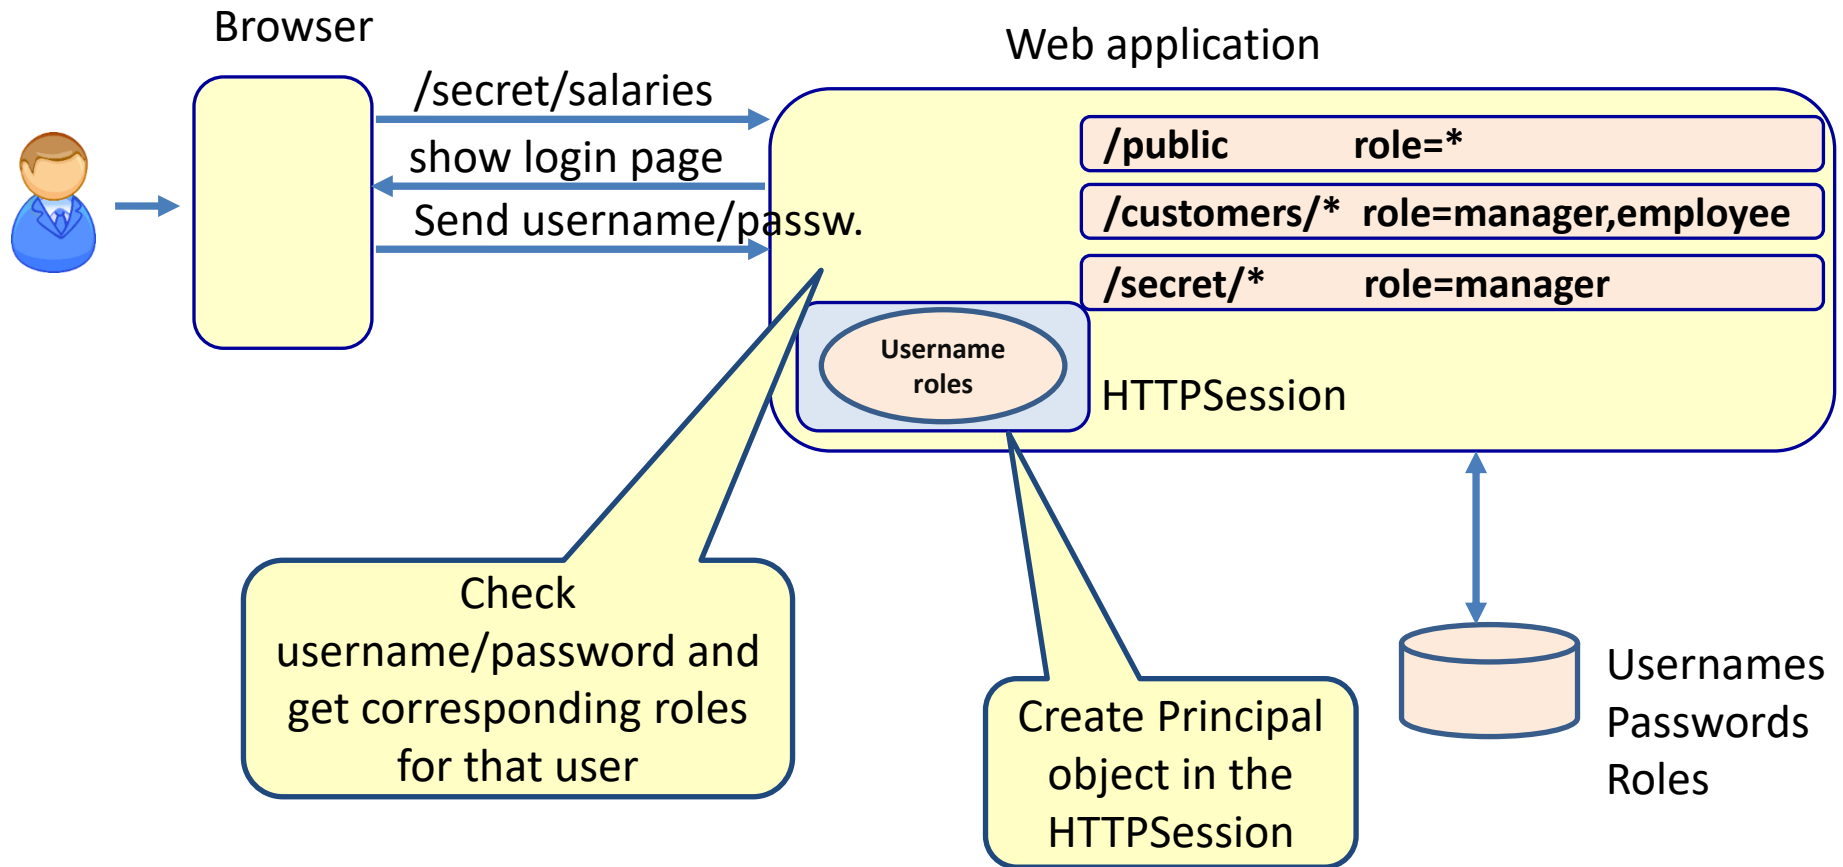 Browser
Web application
/secret/salaries
show login page
Send username/passw.
/public role=*
/customers/* role=manager,employee
/secret/* role=manager
Username
roles
HTTPSession
Check
username/password and
get corresponding roles
for that user
Create Principal
object in the
HTTPSession
Usernames
Passwords
Roles